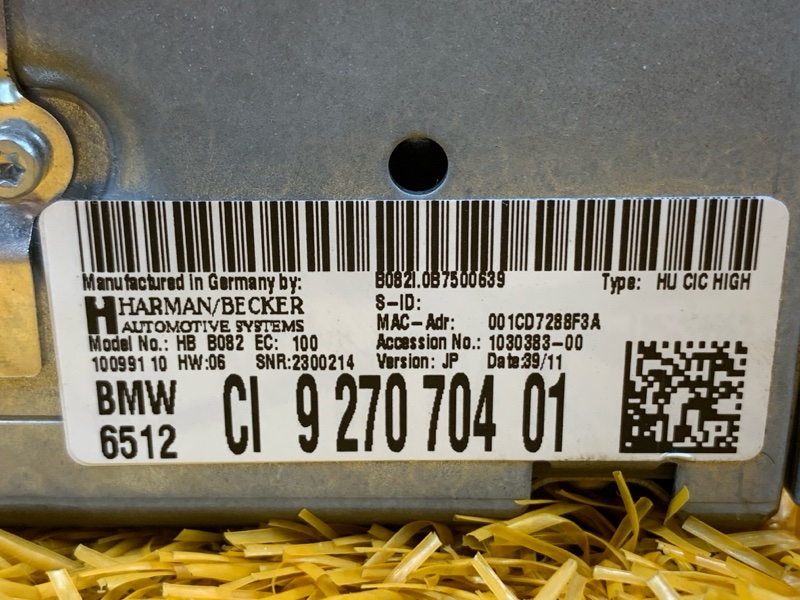 Manufactured in Germany by: B082I.0B7500639 Type: HU CIC HIGH
HARMAN/BECKER S-ID:
AUTOMOTIVE SYSTEMS MAC-Adr: 001CD7288F3A
Model No.: HB B082 EC: 100 Accession No.: 1030383-00
10099110 HW:06 SNR:2300214 Version: JP Date:39/11
BMW CI 9 270 704 01
6512